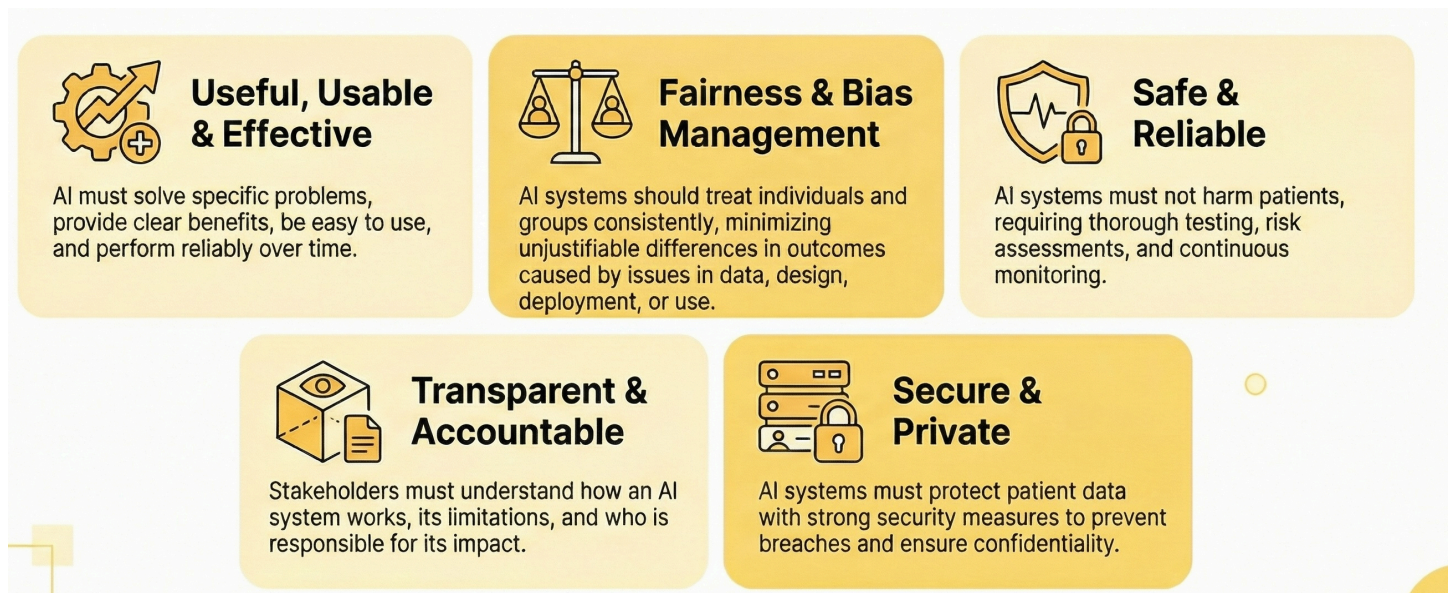 Useful, Usable
& Effective
AI must solve specific problems,
provide clear benefits, be easy to use,
and perform reliably over time.
Fairness & Bias
Management
AI systems should treat individuals and
groups consistently, minimizing
unjustifiable differences in outcomes
caused by issues in data, design,
deployment, or use.
Safe &
Reliable
AI systems must not harm patients,
requiring thorough testing, risk
assessments, and continuous
monitoring.
Transparent &
Accountable
Stakeholders must understand how an AI
system works, its limitations, and who is
responsible for its impact.
Secure &
Private
AI systems must protect patient data
with strong security measures to prevent
breaches and ensure confidentiality.